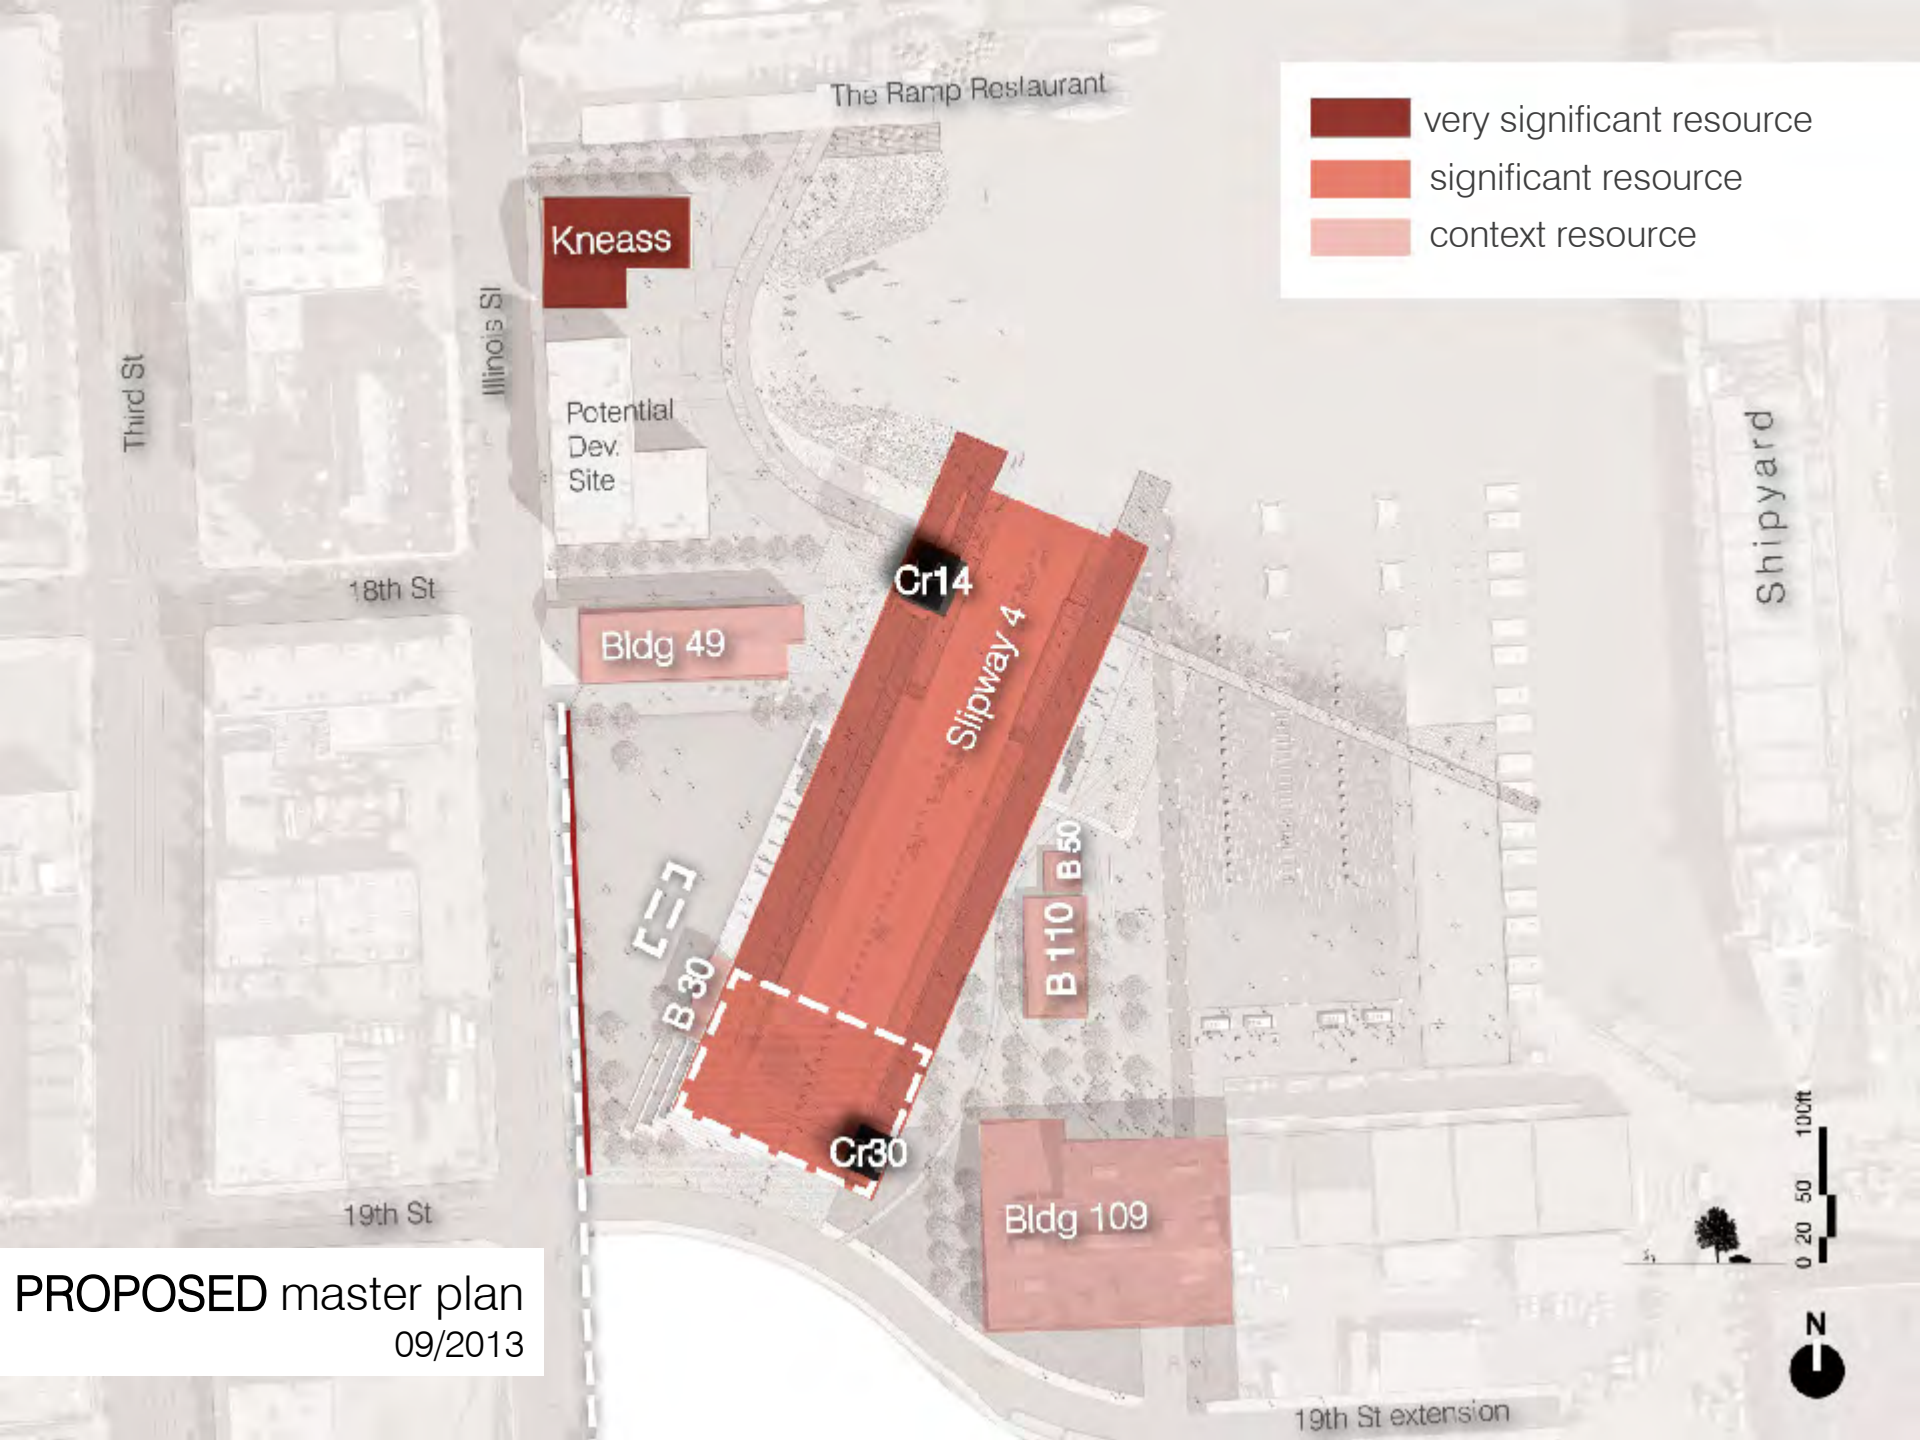 The Ramp Restaurant
very significant resource
significant resource
context resource
Kneass
Illinois St
Third St
Potential
Dev.
Site
Shipyard
18th St
Cr14
Bldg 49
Slipway 4
B 50
B 110
B 30
Cr30
19th St
Bldg 109
100ft
50
20
0
PROPOSED master plan
09/2013
N
19th St extension